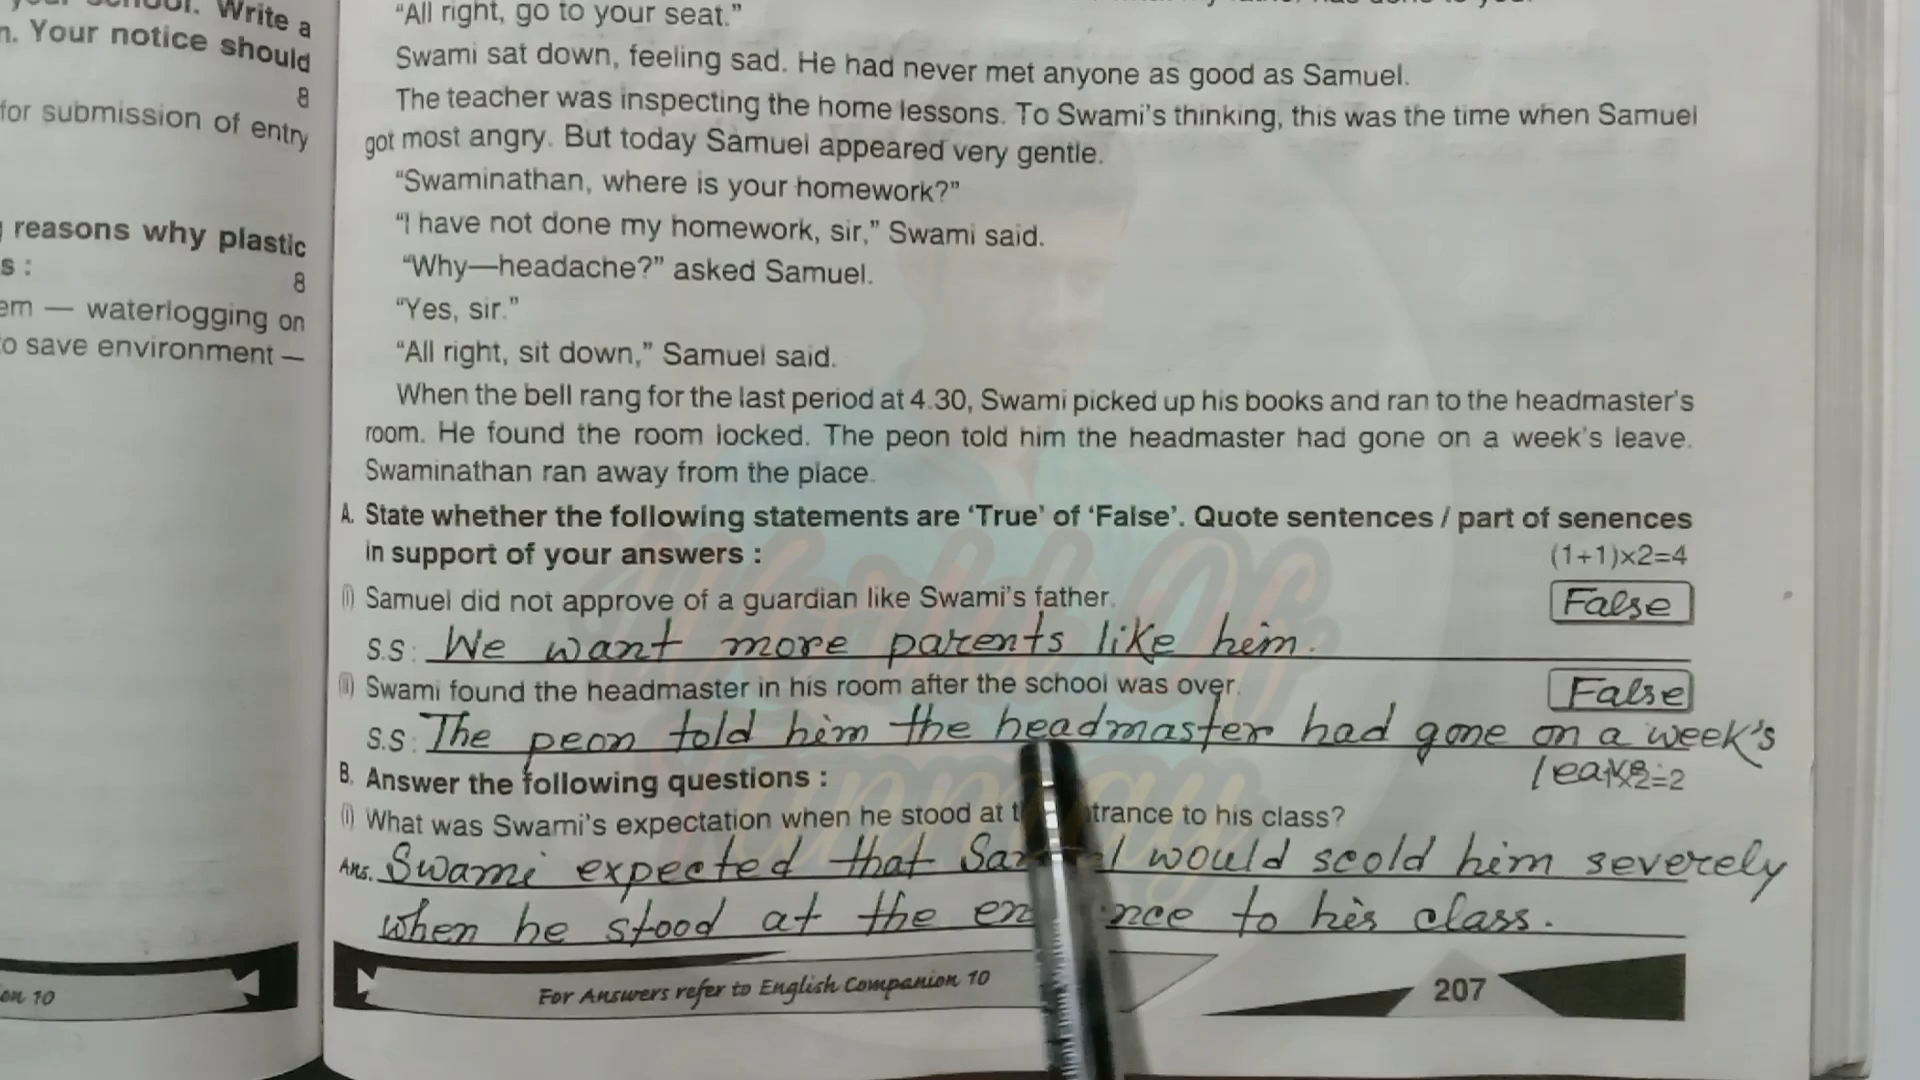 Write a
n. Your notice should
8
for submission of entry
reasons why plastic
s :
8
em — waterlogging on
to save environment —
on 10
“All right, go to your seat.”
Swami sat down, feeling sad. He had never met anyone as good as Samuel.
The teacher was inspecting the home lessons. To Swami's thinking, this was the time when Samuel
got most angry. But today Samuel appeared very gentle.
“Swaminathan, where is your homework?”
“I have not done my homework, sir,” Swami said.
“Why—headache?” asked Samuel.
“Yes, sir.”
“All right, sit down,” Samuel said.
When the bell rang for the last period at 4.30, Swami picked up his books and ran to the headmaster's
room. He found the room locked. The peon told him the headmaster had gone on a week's leave.
Swaminathan ran away from the place.
A. State whether the following statements are ‘True’ of ‘False’. Quote sentences / part of senences
in support of your answers : (1+1)x2=4
(i) Samuel did not approve of a guardian like Swami's father. False
S.S : We want more parents like him.
(ii) Swami found the headmaster in his room after the school was over. False
S.S : The peon told him the headmaster had gone on a week's
leave
B. Answer the following questions : 1x2=2
(i) What was Swami's expectation when he stood at trance to his class?
Ans. Swami expected that would scold him severely
when he stood at the to his class.
For Answers refer to English Companion 10
207
World Of
Tanmay